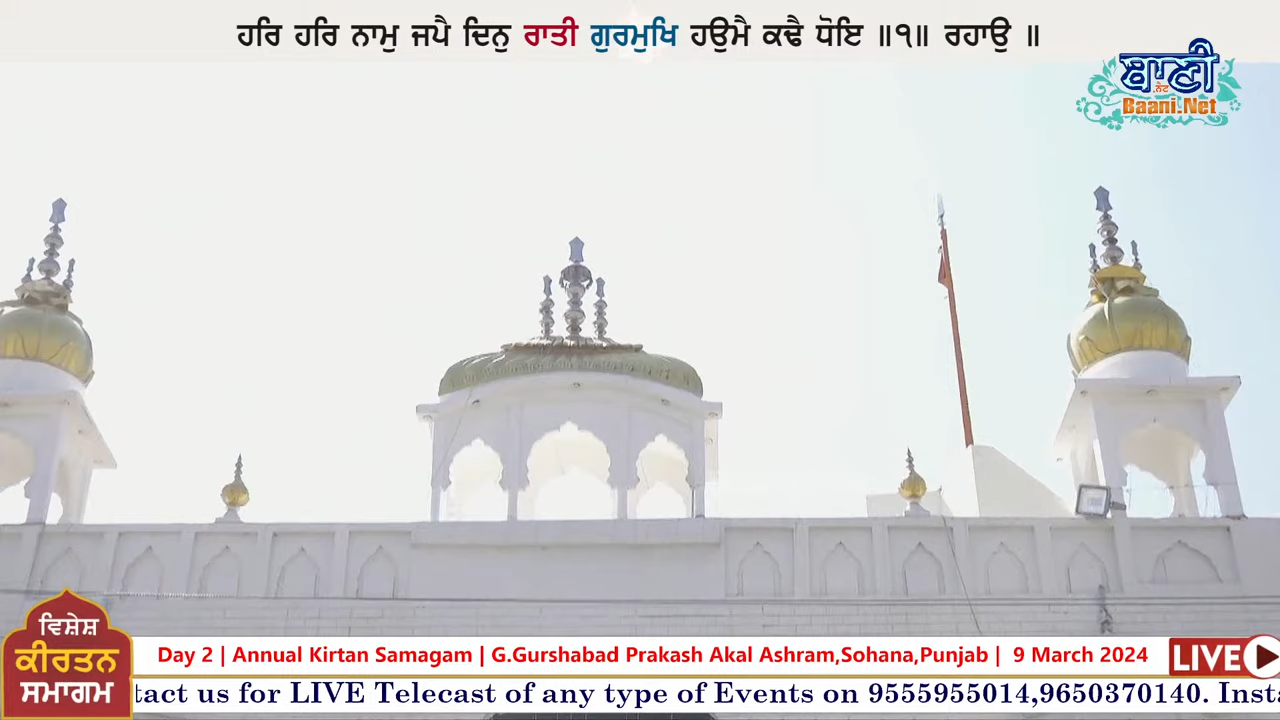 ਹਰਿ ਹਰਿ ਨਾਮੁ ਜਪੈ ਦਿਨੁ ਰਾਤੀ ਗੁਰਮੁਖਿ ਹਉਮੈ ਕਢੈ ਧੋਇ ॥੧॥ ਰਹਾਉ ॥
ਬਾਣੀ
ਨੇਟ
Baani.Net
ਵਿਸ਼ੇਸ਼
ਕੀਰਤਨ
ਸਮਾਗਮ
Day 2 | Annual Kirtan Samagam | G.Gurshabad Prakash Akal Ashram,Sohana,Punjab | 9 March 2024
LIVE
tact us for LIVE Telecast of any type of Events on 9555955014,9650370140. Insta